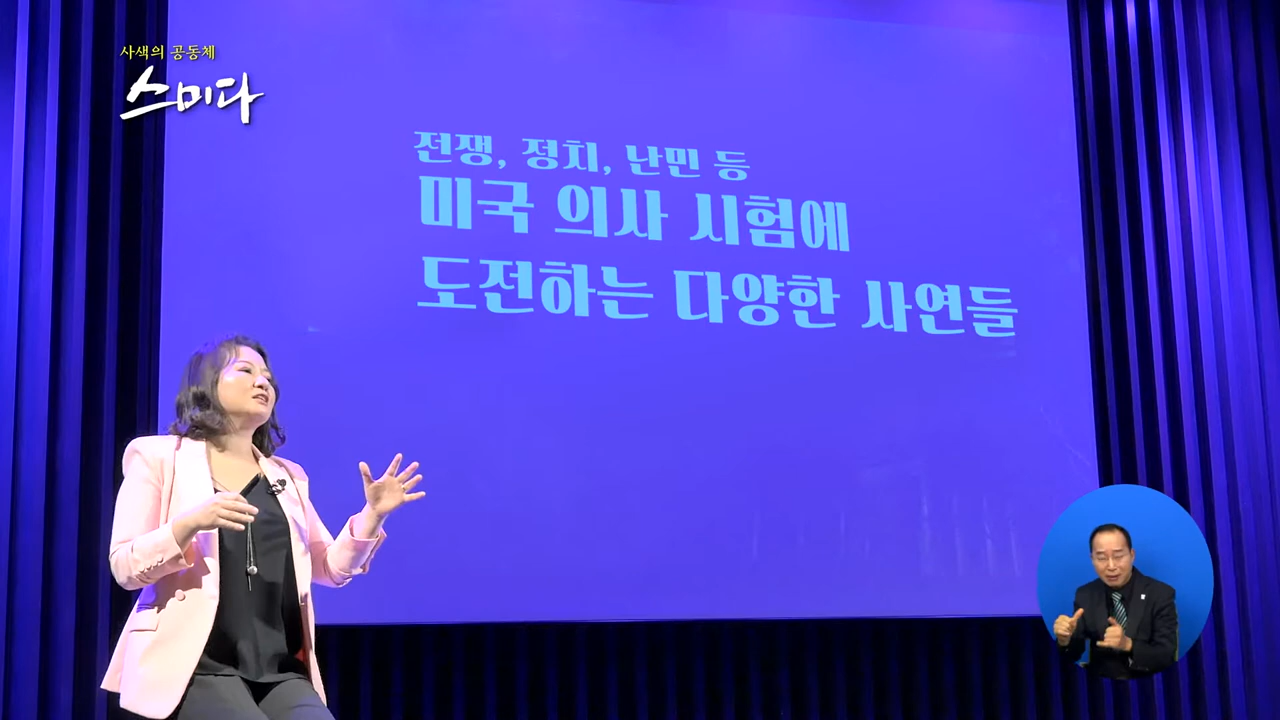 사색의 공동체
스미다
전쟁, 정치, 난민 등
미국 의사 시험에
도전하는 다양한 사연들